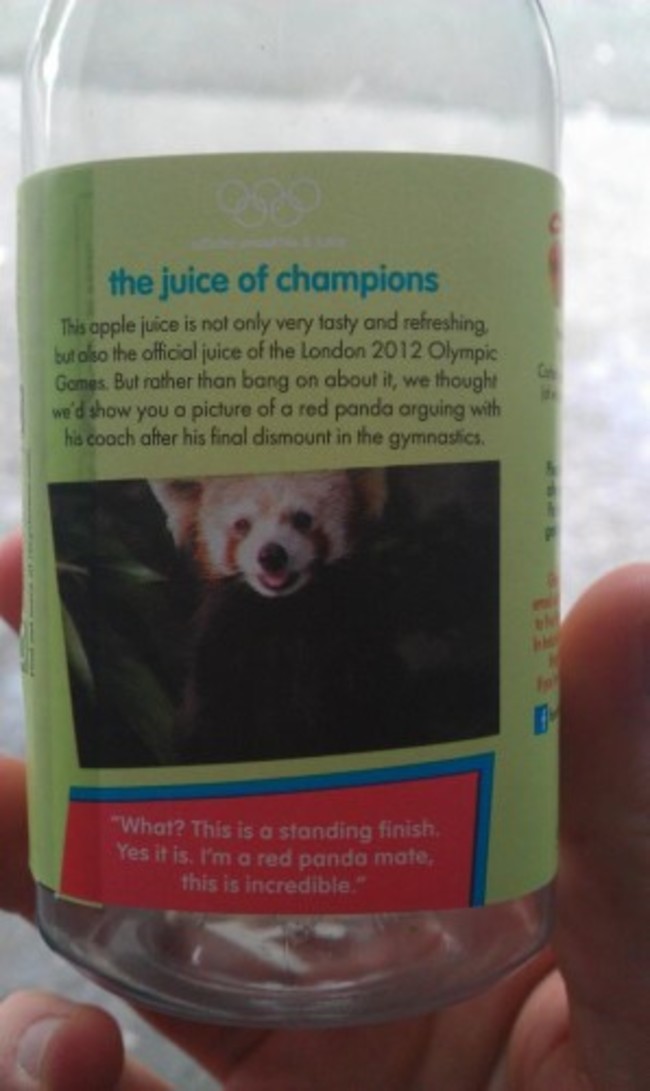 the juice of champions
This apple juice is not only very tasty and refreshing,
but also the official juice of the London 2012 Olympic
Games. But rather than bang on about it, we thought
we'd show you a picture of a red panda arguing with
his coach after his final dismount in the gymnastics.
"What? This is a standing finish.
Yes it is. I'm a red panda mate,
this is incredible."